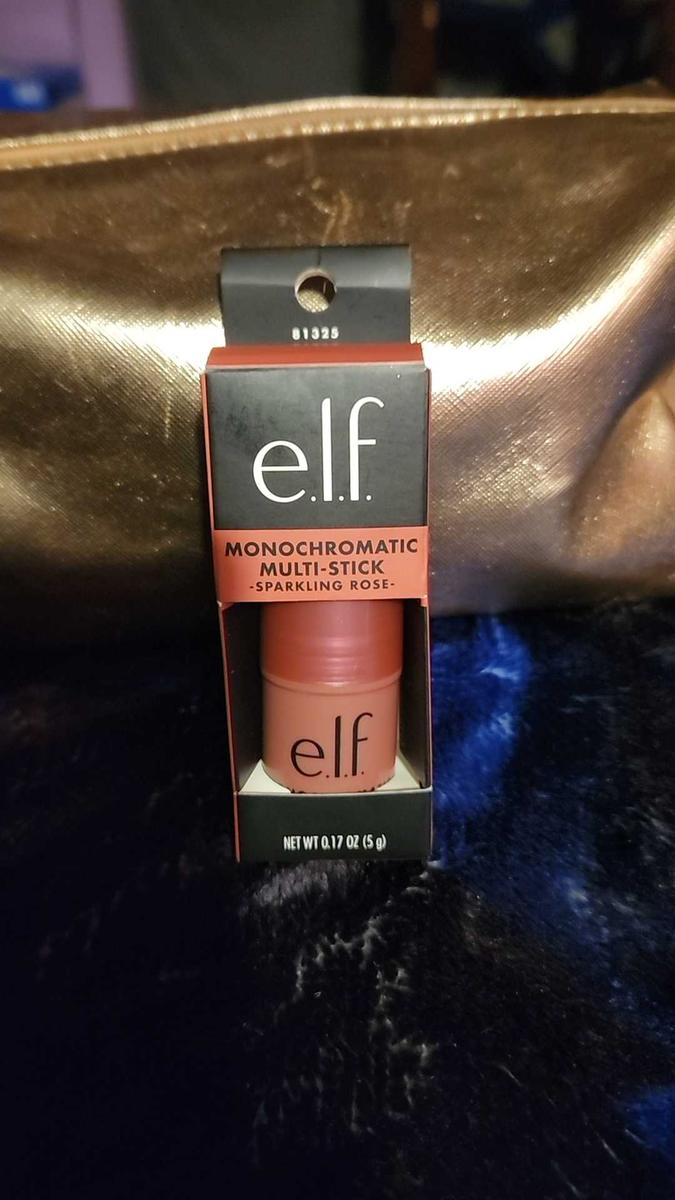 81325
e.l.f.
MONOCHROMATIC
MULTI-STICK
-SPARKLING ROSE-
e.l.f.
NET WT 0.17 OZ (5 g)